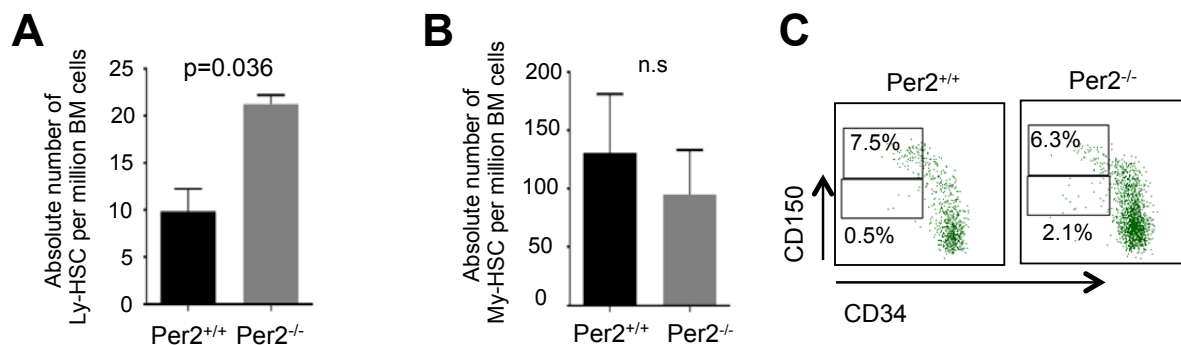 A
Absolute number of
Ly-HSC per million BM cells
p=0.036
25
20
15
10
5
0
Per2+/+ Per2-/-
B
Absolute number of
My-HSC per million BM cells
n.s
200
150
100
50
0
Per2+/+ Per2-/-
C
Per2+/+ Per2-/-
7.5% 6.3%
0.5% 2.1%
CD150
CD34